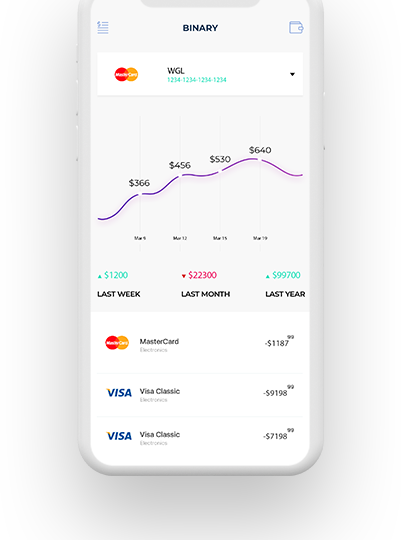 BINARY
MasterCard
WGL
1234-1234-1234-1234
$640
$530
$456
$366
Mar 9 Mar 12 Mar 15 Mar 19
▲ $1200 ▼ $22300 ▲ $99700
LAST WEEK LAST MONTH LAST YEAR
MasterCard MasterCard -$1187 99
Electronics
VISA Visa Classic -$9198 99
Electronics
VISA Visa Classic -$7198 99
Electronics